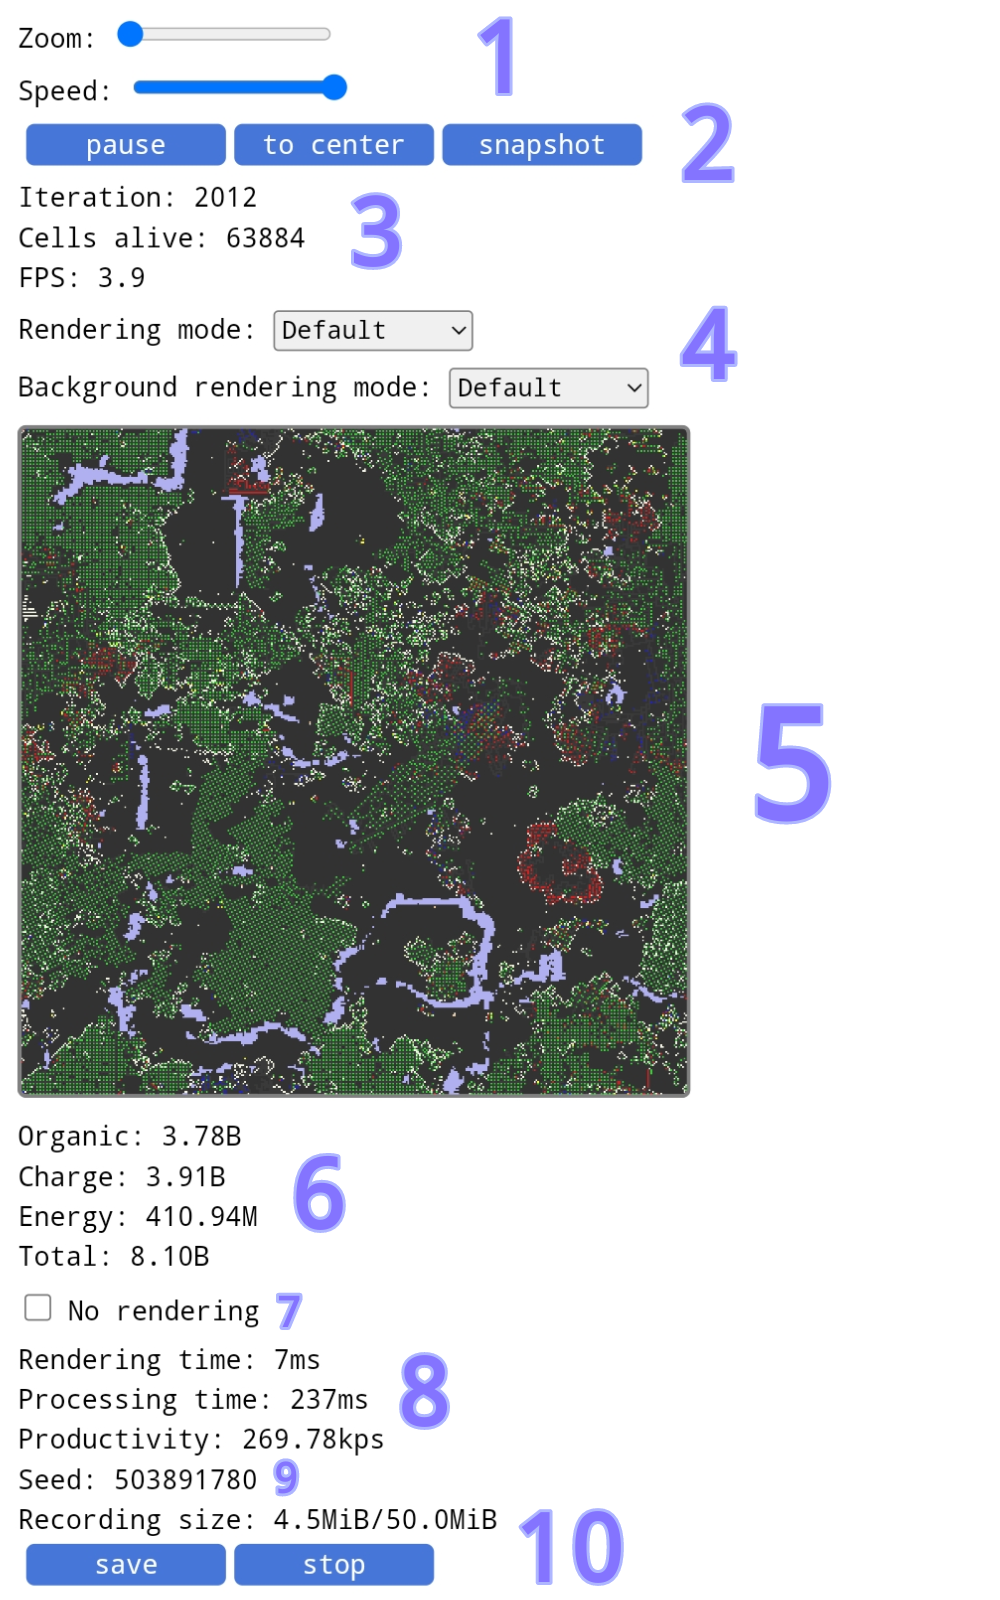 Zoom:
1
Speed:
pause to center snapshot
2
Iteration: 2012
Cells alive: 63884
3
FPS: 3.9
Rendering mode: Default
4
Background rendering mode: Default
5
Organic: 3.78B
Charge: 3.91B
6
Energy: 410.94M
Total: 8.10B
No rendering 7
Rendering time: 7ms
Processing time: 237ms
8
Productivity: 269.78kps
Seed: 503891780 9
Recording size: 4.5MiB/50.0MiB
10
save stop